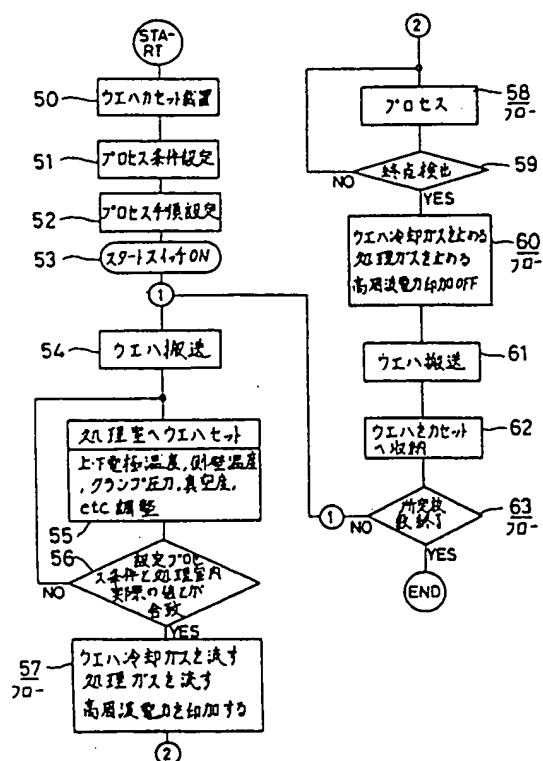 STA-
RT
50
ウエハカセット載置
51
プロセス条件設定
52
プロセス手順設定
53
スタートスイッチON
1
54
ウエハ搬送
処理室へウエハセット
上・下電極温度,側壁温度
,クランプ圧力,真空度,
etc 調整
55
56
設定プロセ
ス条件と処理室内
実際の値とが
合致
NO
YES
57
フロー
ウエハ冷却ガスを流す
処理ガスを流す
高周波電力を印加する
2
2
プロセス
58
フロー
終点検出
59
NO
YES
ウエハ冷却ガスを止める
処理ガスを止める
高周波電力印加OFF
60
フロー
ウエハ搬送
61
ウエハをカセット
へ収納
62
1
所定枚
数終了
63
フロー
NO
YES
END